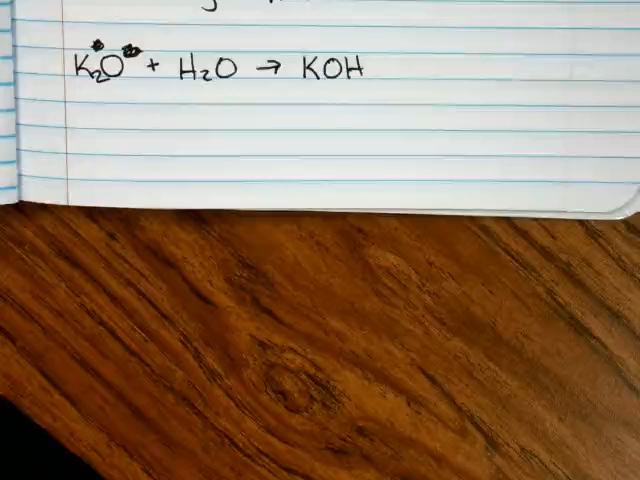 K₂O + H₂O → KOH